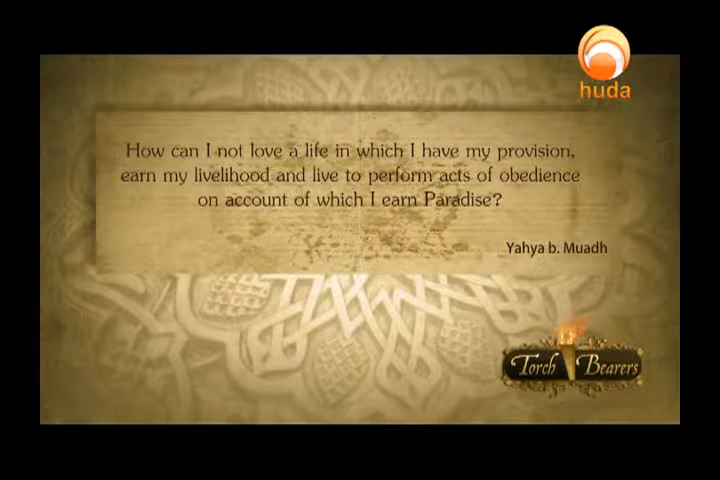 huda
How can I not love a life in which I have my provision,
earn my livelihood and live to perform acts of obedience
on account of which I earn Paradise?
Yahya b. Muadh
Torch Bearers